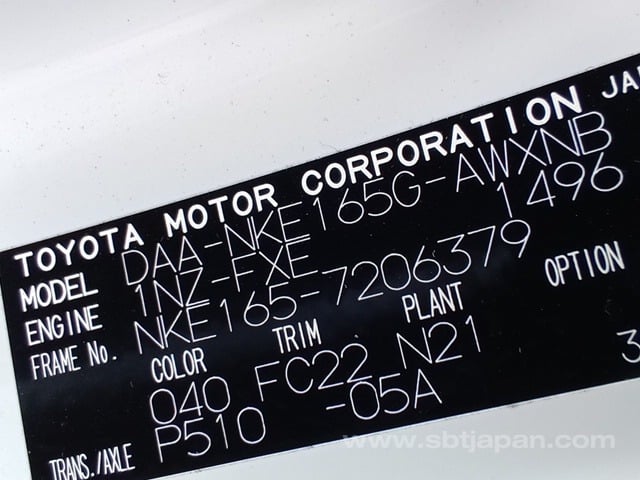 TOYOTA MOTOR CORPORATION JA
MODEL DAA-NKE165G-AWXNB
ENGINE 1NZ-FXE 1496
FRAME No. NKE165-7206379
COLOR TRIM PLANT OPTION
040 FC22 N21
TRANS./AXLE P510 -05A 3
www.sbtjapan.com